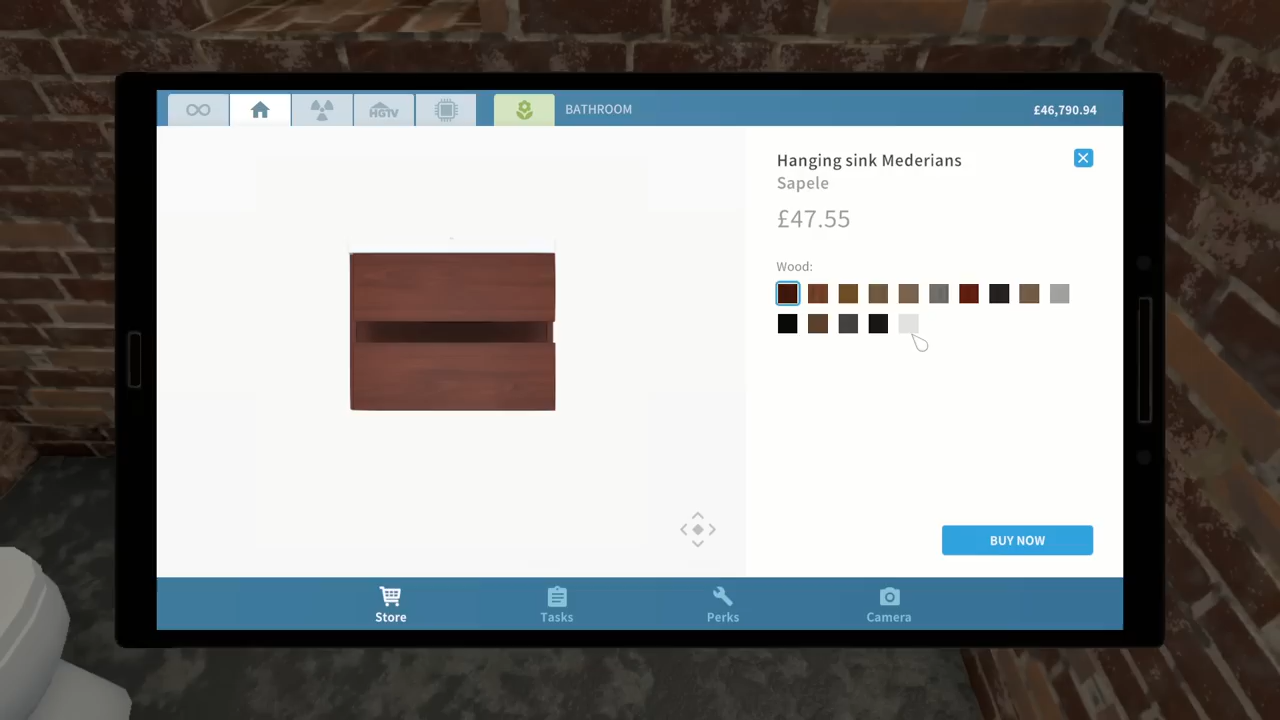 HGTV
BATHROOM
£46,790.94
Hanging sink Mederians
Sapele
£47.55
Wood:
BUY NOW
Store
Tasks
Perks
Camera